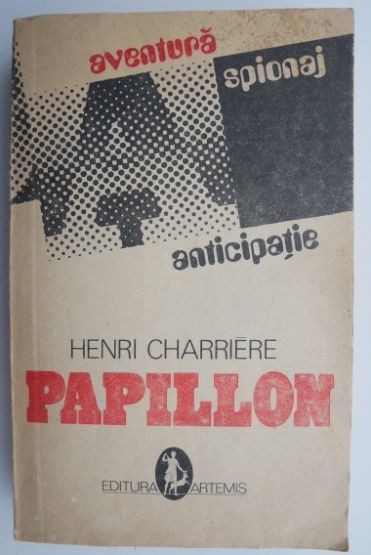 aventură
spionaj
anticipație
HENRI CHARRIÈRE
PAPILLON
EDITURA ARTEMIS